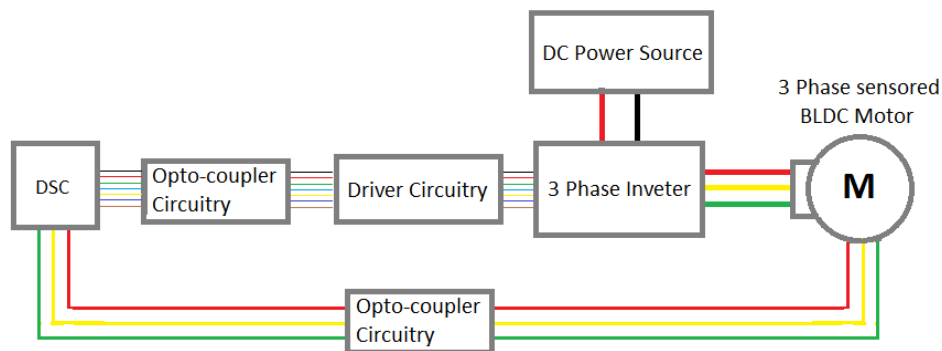 DC Power Source
3 Phase sensored
BLDC Motor
DSC
Opto-coupler
Circuitry
Driver Circuitry
3 Phase Inveter
M
Opto-coupler
Circuitry